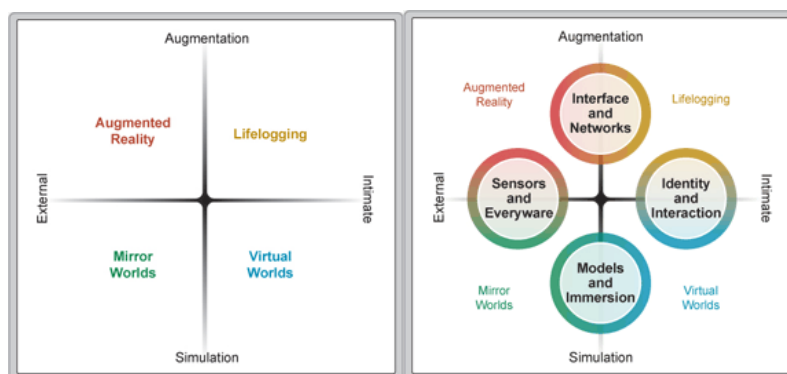 Augmentation
Augmented
Reality
Lifelogging
External
Intimate
Mirror
Worlds
Virtual
Worlds
Simulation
Augmentation
Augmented
Reality
Interface
and
Networks
Lifelogging
External
Sensors
and
Everyware
Identity
and
Interaction
Intimate
Mirror
Worlds
Models
and
Immersion
Virtual
Worlds
Simulation